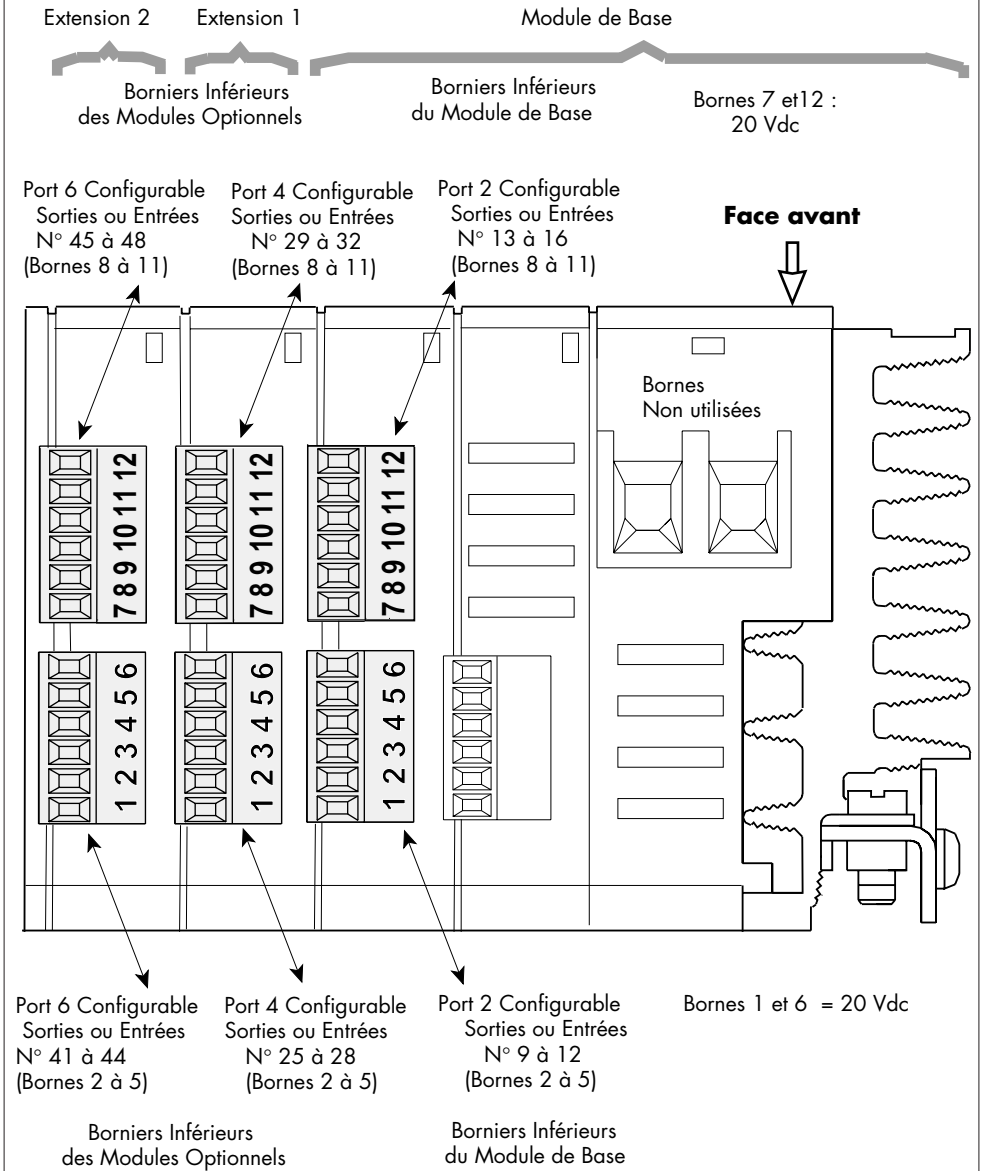 Extension 2
Extension 1
Module de Base
Borniers Inférieurs
des Modules Optionnels
Borniers Inférieurs
du Module de Base
Bornes 7 et12 :
20 Vdc
Port 6 Configurable
Sorties ou Entrées
N° 45 à 48
(Bornes 8 à 11)
Port 4 Configurable
Sorties ou Entrées
N° 29 à 32
(Bornes 8 à 11)
Port 2 Configurable
Sorties ou Entrées
N° 13 à 16
(Bornes 8 à 11)
Face avant
Bornes
Non utilisées
7 8 9 10 11 12
7 8 9 10 11 12
7 8 9 10 11 12
1 2 3 4 5 6
1 2 3 4 5 6
1 2 3 4 5 6
Port 6 Configurable
Sorties ou Entrées
N° 41 à 44
(Bornes 2 à 5)
Port 4 Configurable
Sorties ou Entrées
N° 25 à 28
(Bornes 2 à 5)
Port 2 Configurable
Sorties ou Entrées
N° 9 à 12
(Bornes 2 à 5)
Bornes 1 et 6 = 20 Vdc
Borniers Inférieurs
des Modules Optionnels
Borniers Inférieurs
du Module de Base